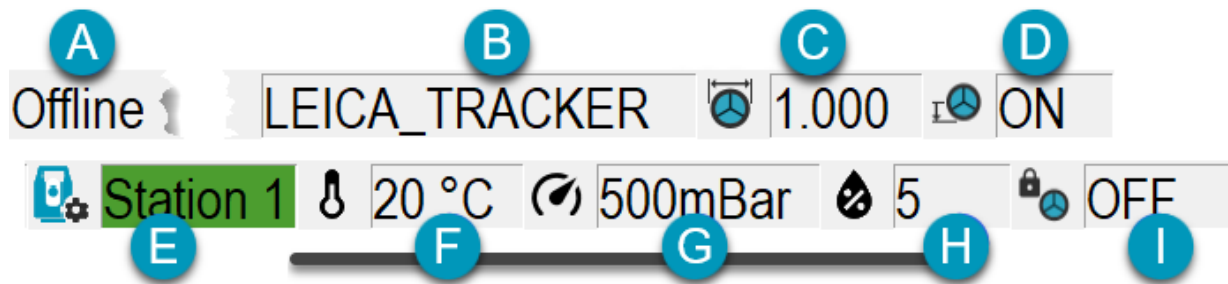 A B C D
Offline LEICA_TRACKER 1.000 ON
Station 1 20 °C 500mBar 5 OFF
E F G H I